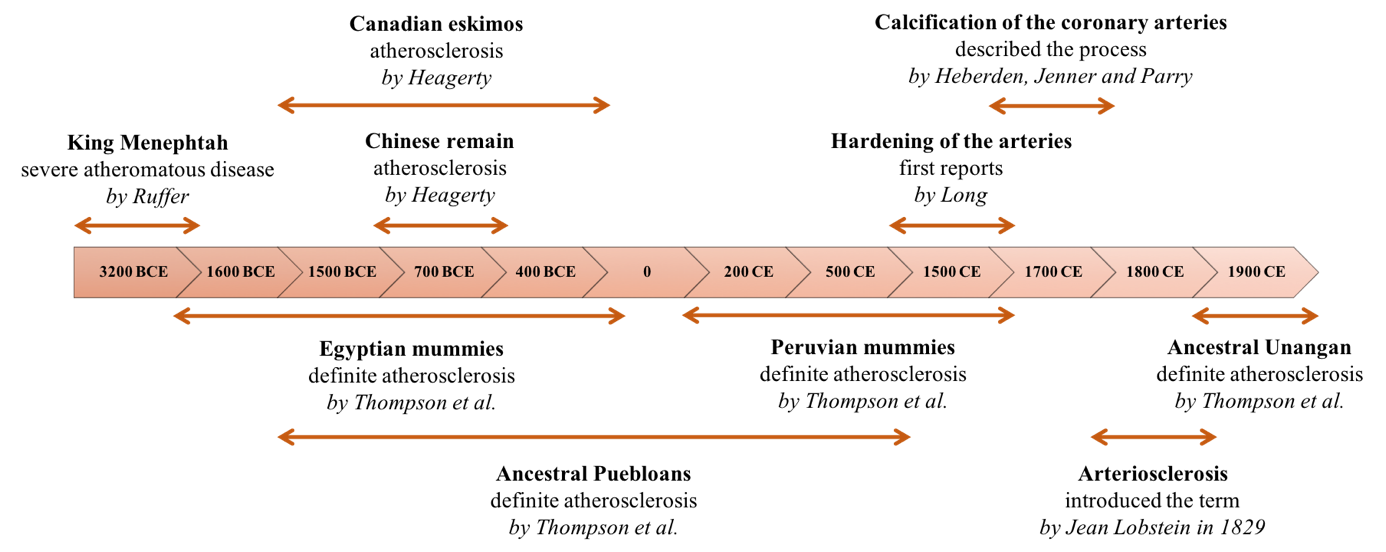 Canadian eskimos
atherosclerosis
by Heagerty
Calcification of the coronary arteries
described the process
by Heberden, Jenner and Parry
King Menephtah
severe atheromatous disease
by Ruffer
Chinese remain
atherosclerosis
by Heagerty
Hardening of the arteries
first reports
by Long
3200 BCE 1600 BCE 1500 BCE 700 BCE 400 BCE 0 200 CE 500 CE 1500 CE 1700 CE 1800 CE 1900 CE
Egyptian mummies
definite atherosclerosis
by Thompson et al.
Peruvian mummies
definite atherosclerosis
by Thompson et al.
Ancestral Unangan
definite atherosclerosis
by Thompson et al.
Ancestral Puebloans
definite atherosclerosis
by Thompson et al.
Arteriosclerosis
introduced the term
by Jean Lobstein in 1829